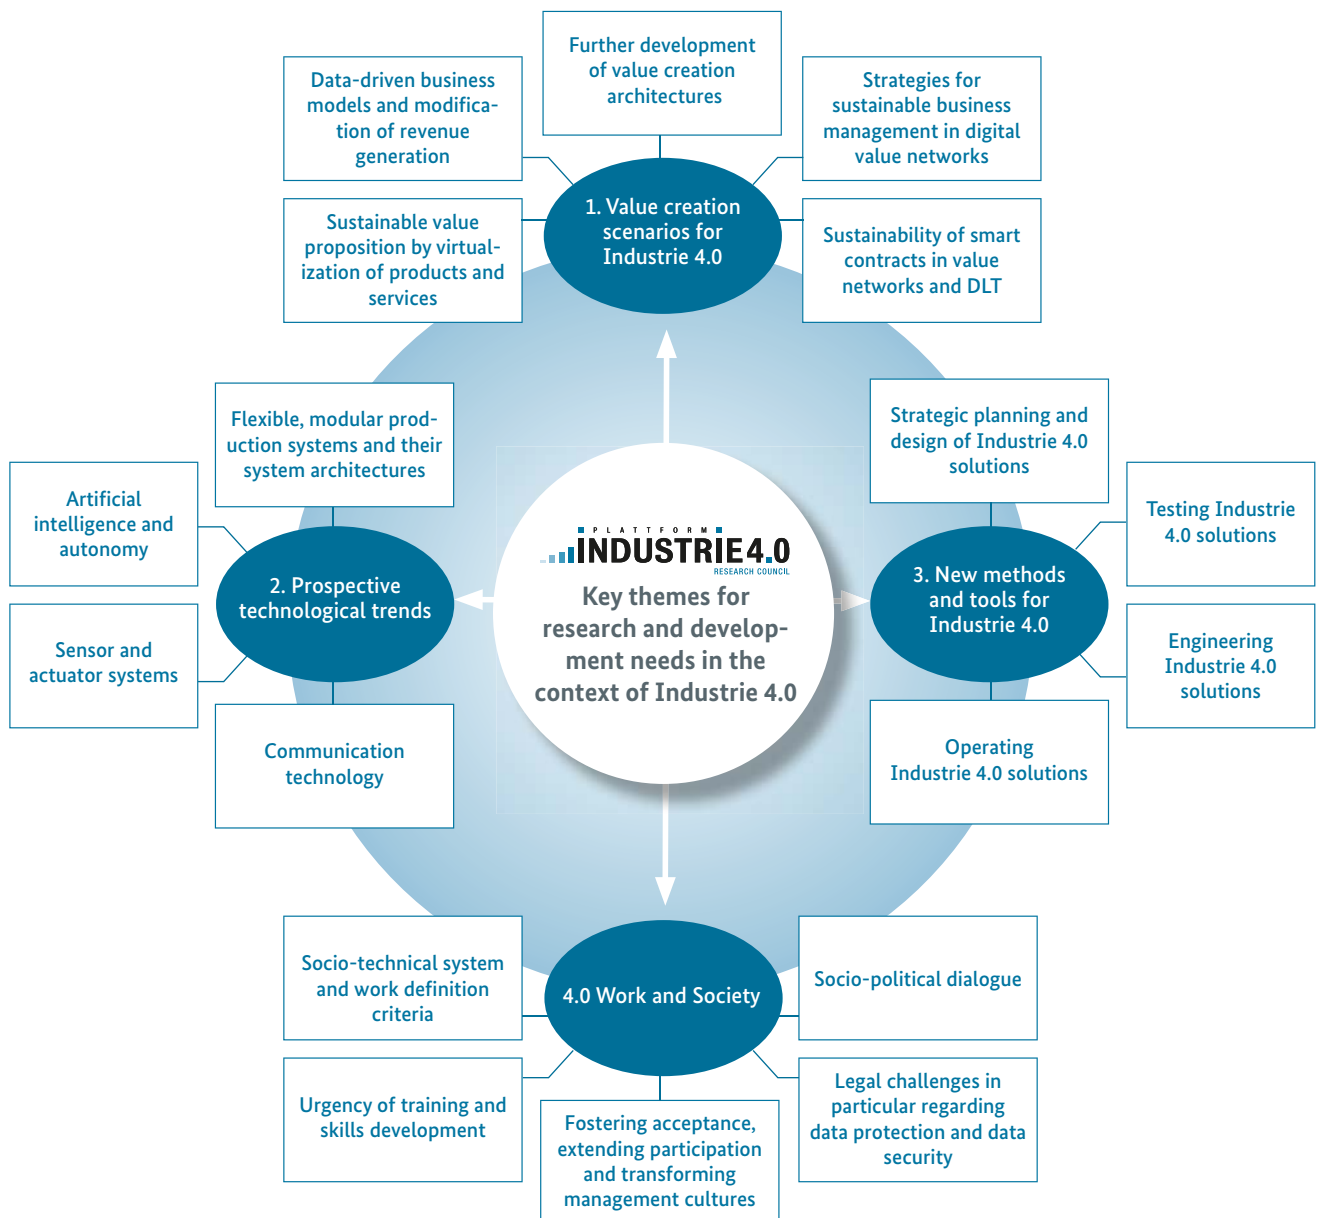 Further development
of value creation
architectures
Data-driven business
models and modifica-
tion of revenue
generation
Strategies for
sustainable business
management in digital
value networks
1. Value creation
scenarios for
Industrie 4.0
Sustainable value
proposition by virtual-
ization of products and
services
Sustainability of smart
contracts in value
networks and DLT
Flexible, modular prod-
uction systems and their
system architectures
Artificial
intelligence and
autonomy
2. Prospective
technological trends
Sensor and
actuator systems
Communication
technology
PLATTFORM
INDUSTRIE4.0
RESEARCH COUNCIL
Key themes for
research and develop-
ment needs in the
context of Industrie 4.0
Strategic planning and
design of Industrie 4.0
solutions
Testing Industrie
4.0 solutions
3. New methods
and tools for
Industrie 4.0
Engineering
Industrie 4.0
solutions
Operating
Industrie 4.0 solutions
Socio-technical system
and work definition
criteria
4.0 Work and Society
Socio-political dialogue
Urgency of training and
skills development
Fostering acceptance,
extending participation
and transforming
management cultures
Legal challenges in
particular regarding
data protection and data
security